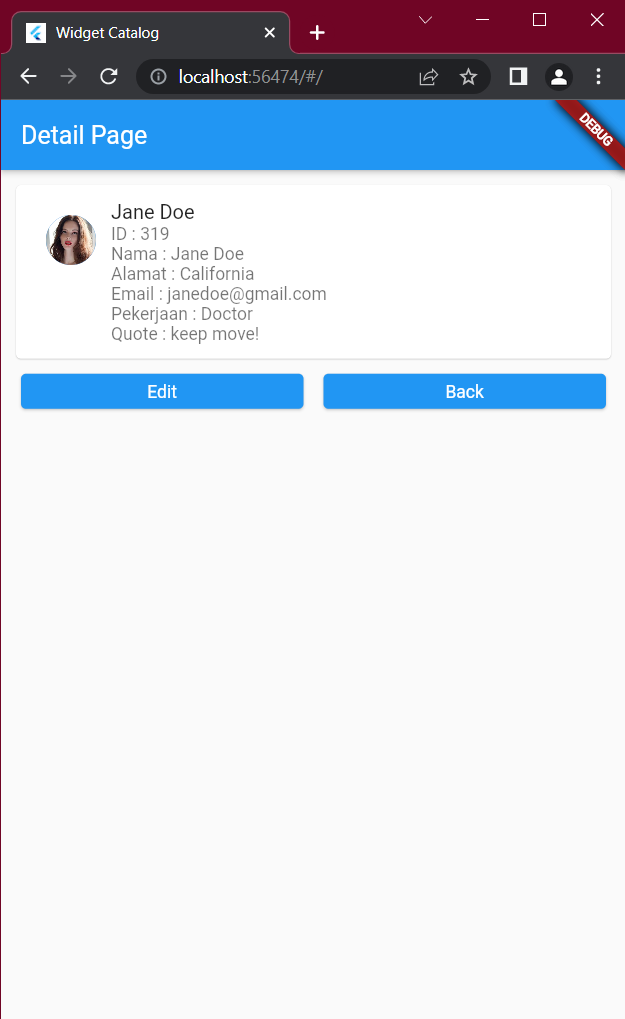 Widget Catalog
localhost:56474/#/
Detail Page
DEBUG
Jane Doe
ID : 319
Nama : Jane Doe
Alamat : California
Email : janedoe@gmail.com
Pekerjaan : Doctor
Quote : keep move!
Edit
Back